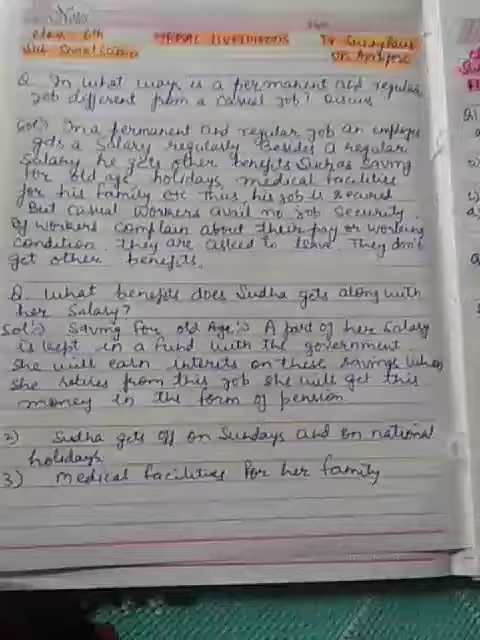 Class - 6th
Sub Social Science
URBAN LIVELIHOODS
Q. In what ways is a permanent and regular
job different from a casual job? Discuss
Sol:) In a permanent and regular job an employe
gets a salary regularly Besides a regular
salary he gets other benefits such as saving
for old age holidays, medical facilities
for his family etc Thus his job is secured
But casual workers avail no job security.
If workers complain about their pay or working
condition. They are asked to leave. They don't
get other benefits.
Q. What benefits does Sudha gets along with
her Salary?
Sol:) Saving for old Age:) A part of her Salary
is kept in a fund with the government.
She will earn interits on these savings When
she retires from this job she will get this
money in the form of pension
2) Sudha gets off on Sundays and on national
holidays.
3) Medical facilities for her family